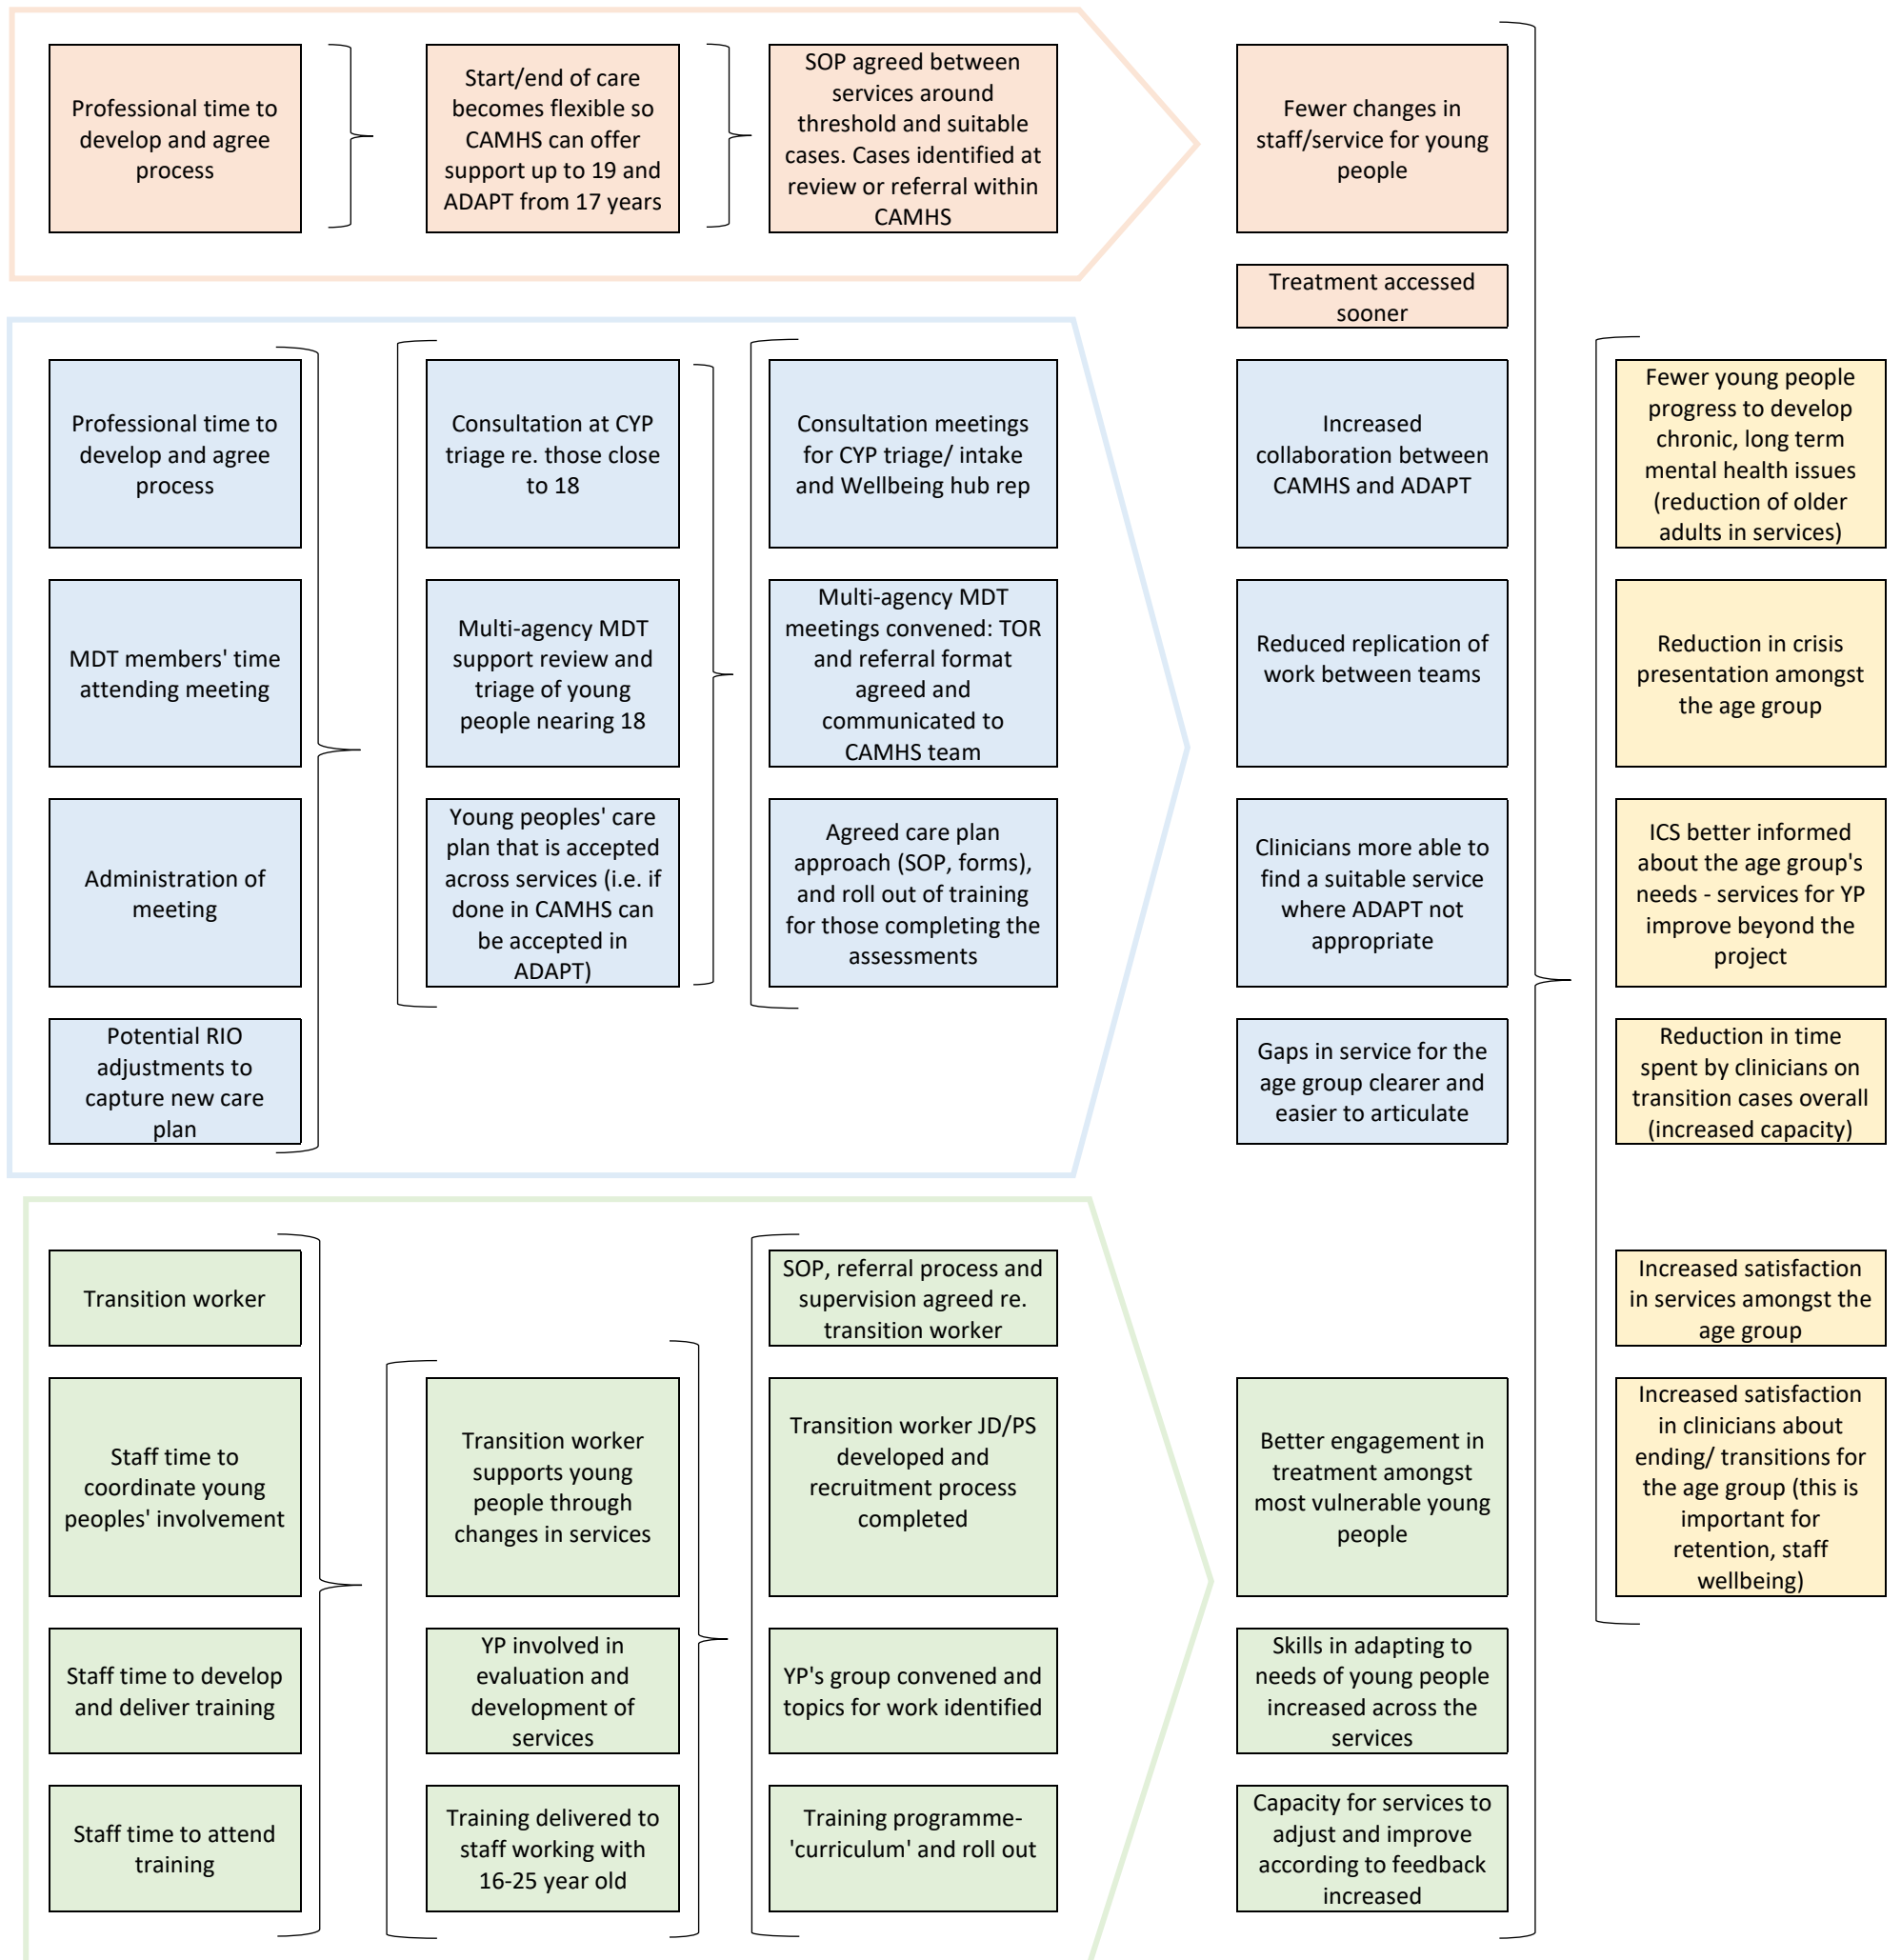 Professional time to
develop and agree
process
Start/end of care
becomes flexible so
CAMHS can offer
support up to 19 and
ADAPT from 17 years
SOP agreed between
services around
threshold and suitable
cases. Cases identified at
review or referral within
CAMHS
Fewer changes in
staff/service for young
people
Treatment accessed
sooner
Professional time to
develop and agree
process
Consultation at CYP
triage re. those close
to 18
Consultation meetings
for CYP triage/ intake
and Wellbeing hub rep
Increased
collaboration between
CAMHS and ADAPT
Fewer young people
progress to develop
chronic, long term
mental health issues
(reduction of older
adults in services)
MDT members' time
attending meeting
Multi-agency MDT
support review and
triage of young
people nearing 18
Multi-agency MDT
meetings convened: TOR
and referral format
agreed and
communicated to
CAMHS team
Reduced replication of
work between teams
Reduction in crisis
presentation amongst
the age group
Administration of
meeting
Young peoples' care
plan that is accepted
across services (i.e. if
done in CAMHS can
be accepted in
ADAPT)
Agreed care plan
approach (SOP, forms),
and roll out of training
for those completing the
assessments
Clinicians more able to
find a suitable service
where ADAPT not
appropriate
ICS better informed
about the age group's
needs - services for YP
improve beyond the
project
Potential RIO
adjustments to
capture new care
plan
Gaps in service for the
age group clearer and
easier to articulate
Reduction in time
spent by clinicians on
transition cases overall
(increased capacity)
Transition worker
SOP, referral process and
supervision agreed re.
transition worker
Increased satisfaction
in services amongst the
age group
Staff time to
coordinate young
peoples' involvement
Transition worker
supports young
people through
changes in services
Transition worker JD/PS
developed and
recruitment process
completed
Better engagement in
treatment amongst
most vulnerable young
people
Increased satisfaction
in clinicians about
ending/ transitions for
the age group (this is
important for
retention, staff
wellbeing)
Staff time to develop
and deliver training
YP involved in
evaluation and
development of
services
YP's group convened and
topics for work identified
Skills in adapting to
needs of young people
increased across the
services
Staff time to attend
training
Training delivered to
staff working with
16-25 year old
Training programme-
'curriculum' and roll out
Capacity for services to
adjust and improve
according to feedback
increased